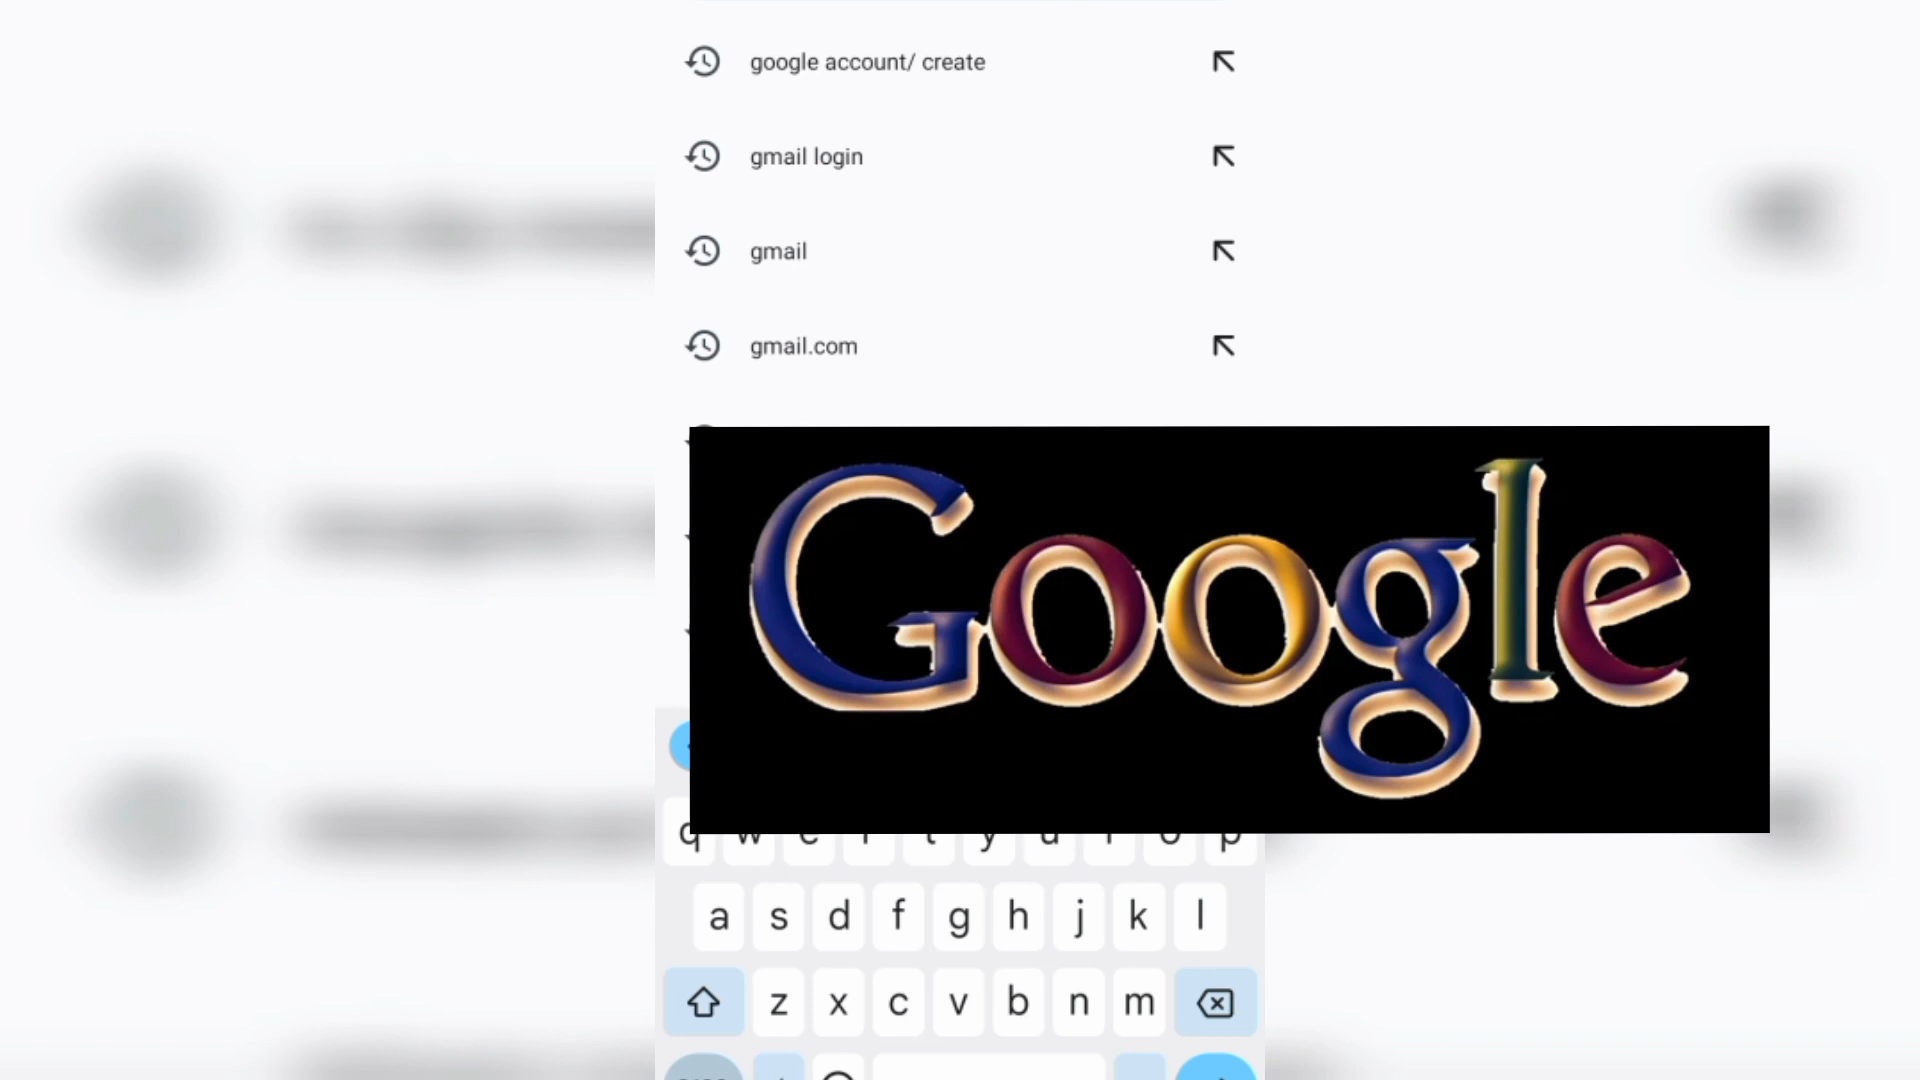 google account/ create
gmail login
gmail
gmail.com
Google
q w e r t y u i o p
a s d f g h j k l
z x c v b n m